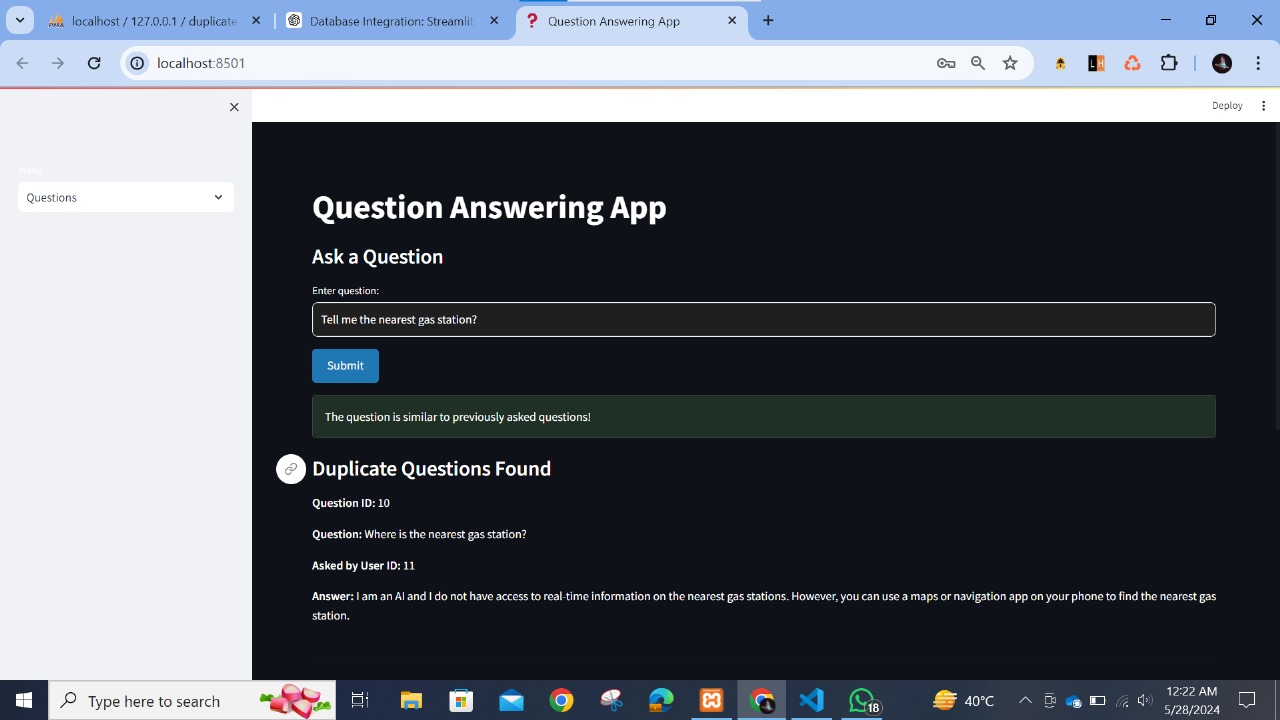 localhost / 127.0.0.1 / duplicate
Database Integration: Streamlit
Question Answering App
localhost:8501
Deploy
Menu
Questions
Question Answering App
Ask a Question
Enter question:
Tell me the nearest gas station?
Submit
The question is similar to previously asked questions!
Duplicate Questions Found
Question ID: 10
Question: Where is the nearest gas station?
Asked by User ID: 11
Answer: I am an AI and I do not have access to real-time information on the nearest gas stations. However, you can use a maps or navigation app on your phone to find the nearest gas
station.
Type here to search
18
40°C
12:22 AM
5/28/2024